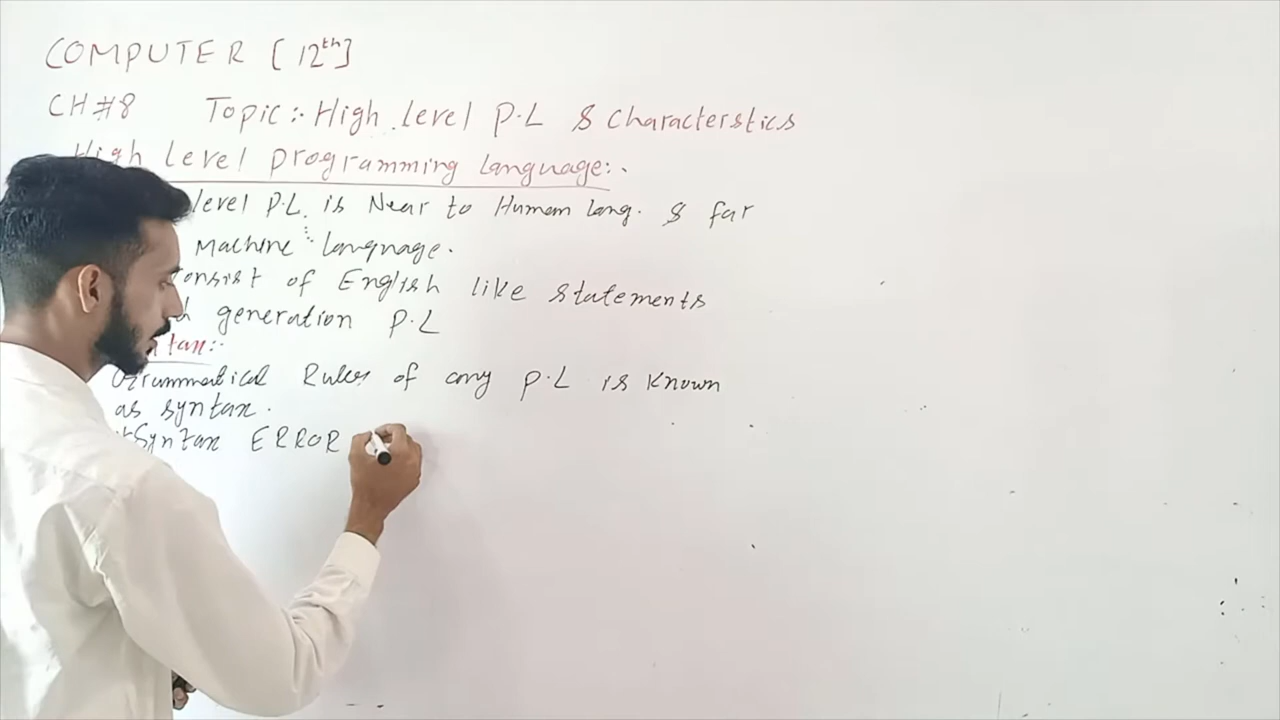 COMPUTER [12th]
CH#8 Topic:- High Level P.L & Characterstics
High Level Programming Language:-
level P.L. is Near to Human Lang. & far
Machine Language.
onsist of English like statements
generation P.L
tax:-
Grammatical Rules of any P.L is Known
as syntax.
Syntax ERROR